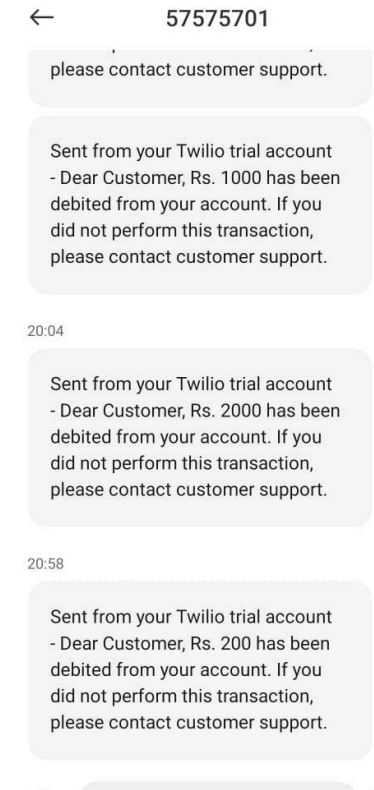 57575701
please contact customer support.
Sent from your Twilio trial account
- Dear Customer, Rs. 1000 has been
debited from your account. If you
did not perform this transaction,
please contact customer support.
20:04
Sent from your Twilio trial account
- Dear Customer, Rs. 2000 has been
debited from your account. If you
did not perform this transaction,
please contact customer support.
20:58
Sent from your Twilio trial account
- Dear Customer, Rs. 200 has been
debited from your account. If you
did not perform this transaction,
please contact customer support.